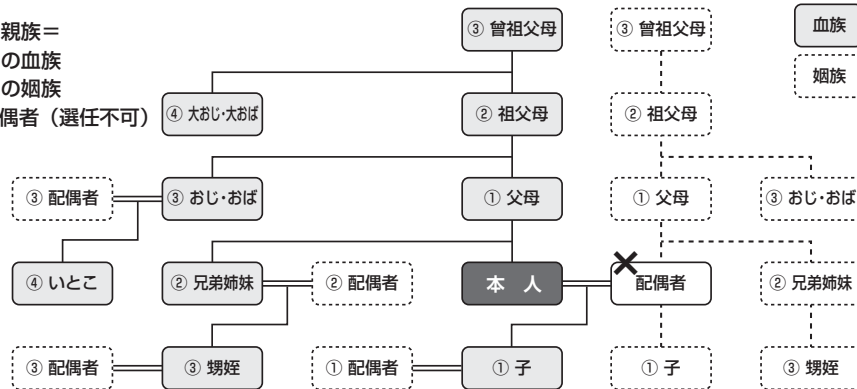 親族＝
の血族
の姻族
偶者（選任不可）
③ 曾祖父母
③ 曾祖父母
血族
姻族
④ 大おじ・大おば
② 祖父母
② 祖父母
③ 配偶者
③ おじ・おば
① 父母
① 父母
③ おじ・おば
④ いとこ
② 兄弟姉妹
② 配偶者
本 人
配偶者
② 兄弟姉妹
③ 配偶者
③ 甥姪
① 配偶者
① 子
① 子
③ 甥姪